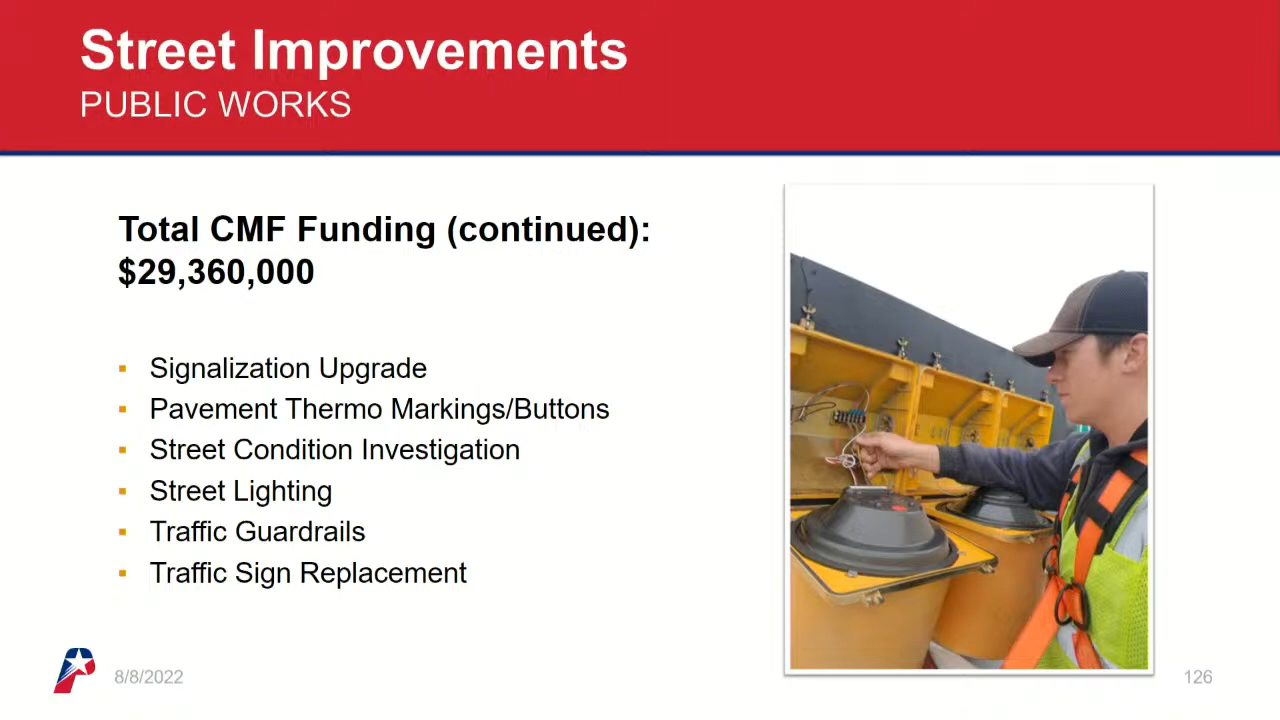 Street Improvements
PUBLIC WORKS
Total CMF Funding (continued):
$29,360,000
▪ Signalization Upgrade
▪ Pavement Thermo Markings/Buttons
▪ Street Condition Investigation
▪ Street Lighting
▪ Traffic Guardrails
▪ Traffic Sign Replacement
8/8/2022
126